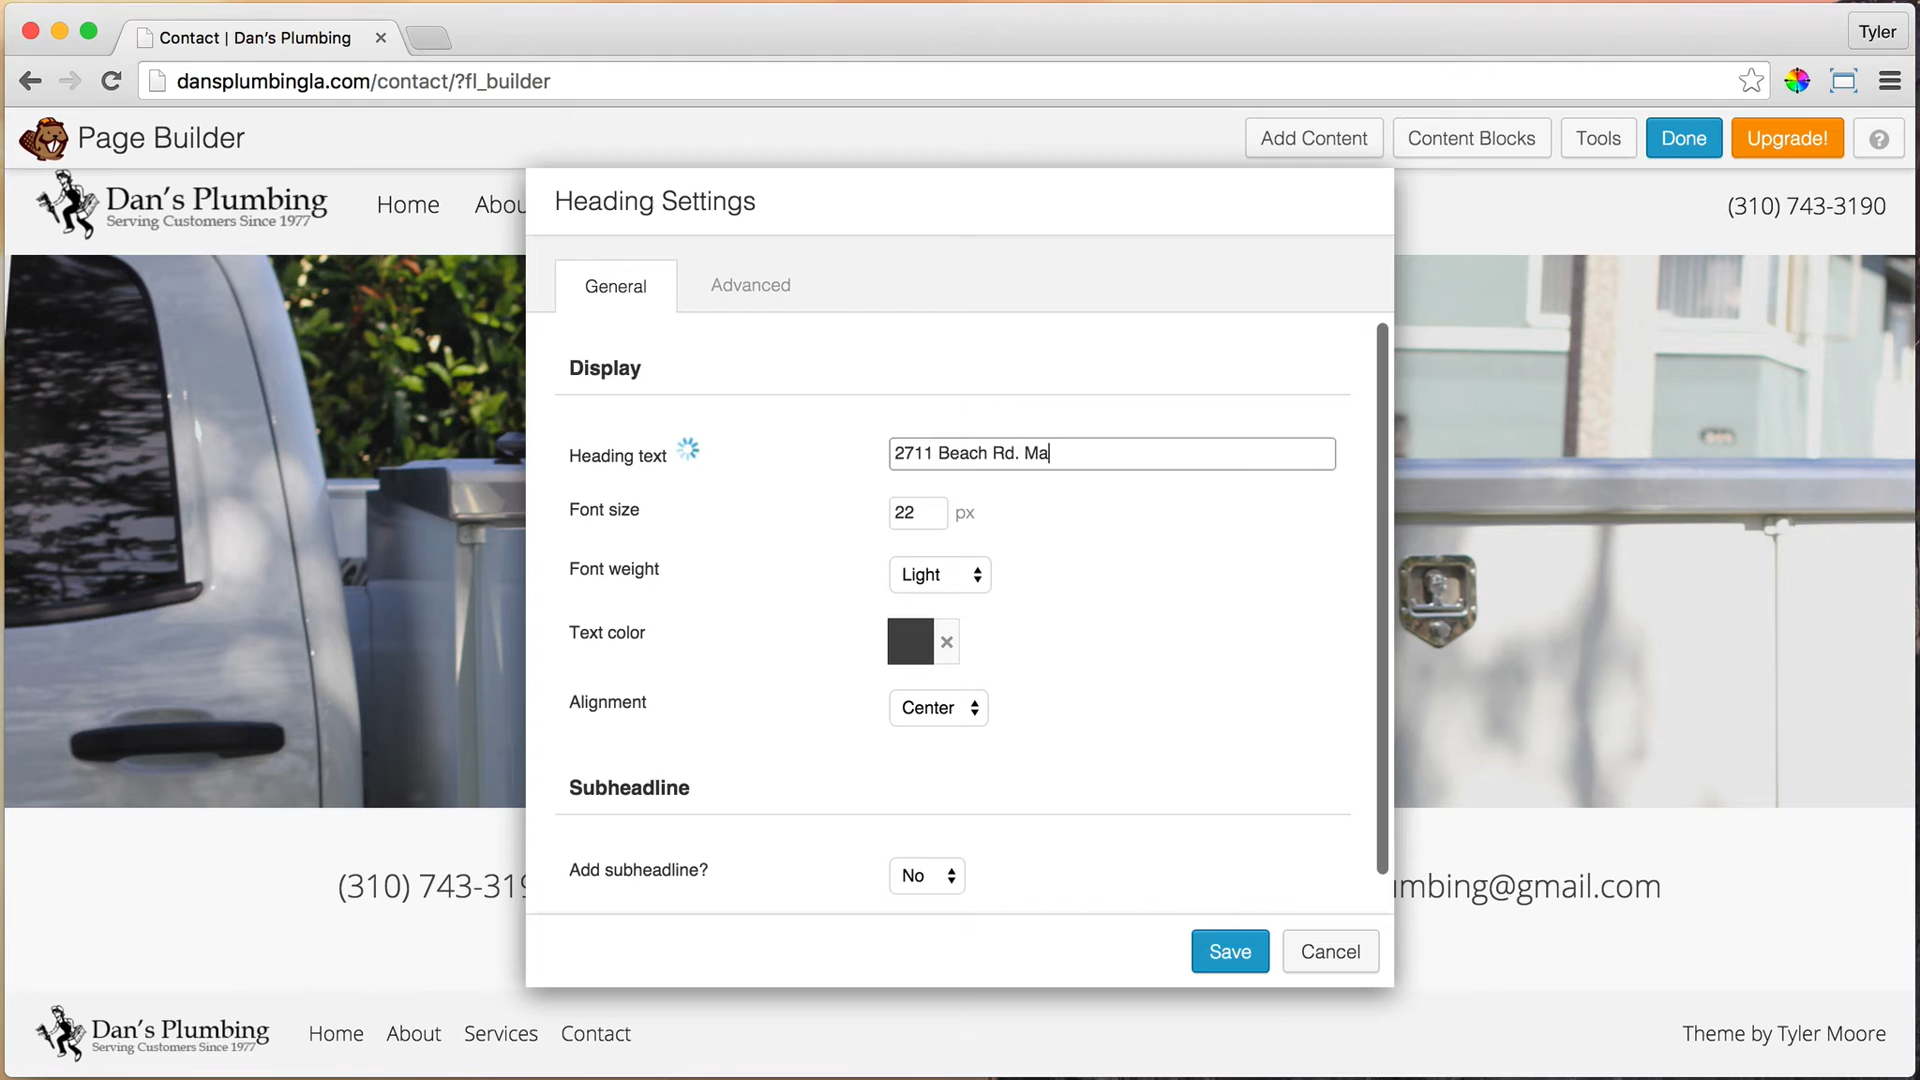 Contact | Dan's Plumbing
Tyler
dansplumbingla.com/contact/?fl_builder
Page Builder
Add Content
Content Blocks
Tools
Done
Upgrade!
?
Dan's Plumbing
Serving Customers Since 1977
Home
Abou
(310) 743-3190
Heading Settings
General
Advanced
Display
Heading text
2711 Beach Rd. Ma
Font size
22
px
Font weight
Light
Text color
Alignment
Center
Subheadline
Add subheadline?
No
(310) 743-319
umbing@gmail.com
Save
Cancel
Dan's Plumbing
Serving Customers Since 1977
Home
About
Services
Contact
Theme by Tyler Moore